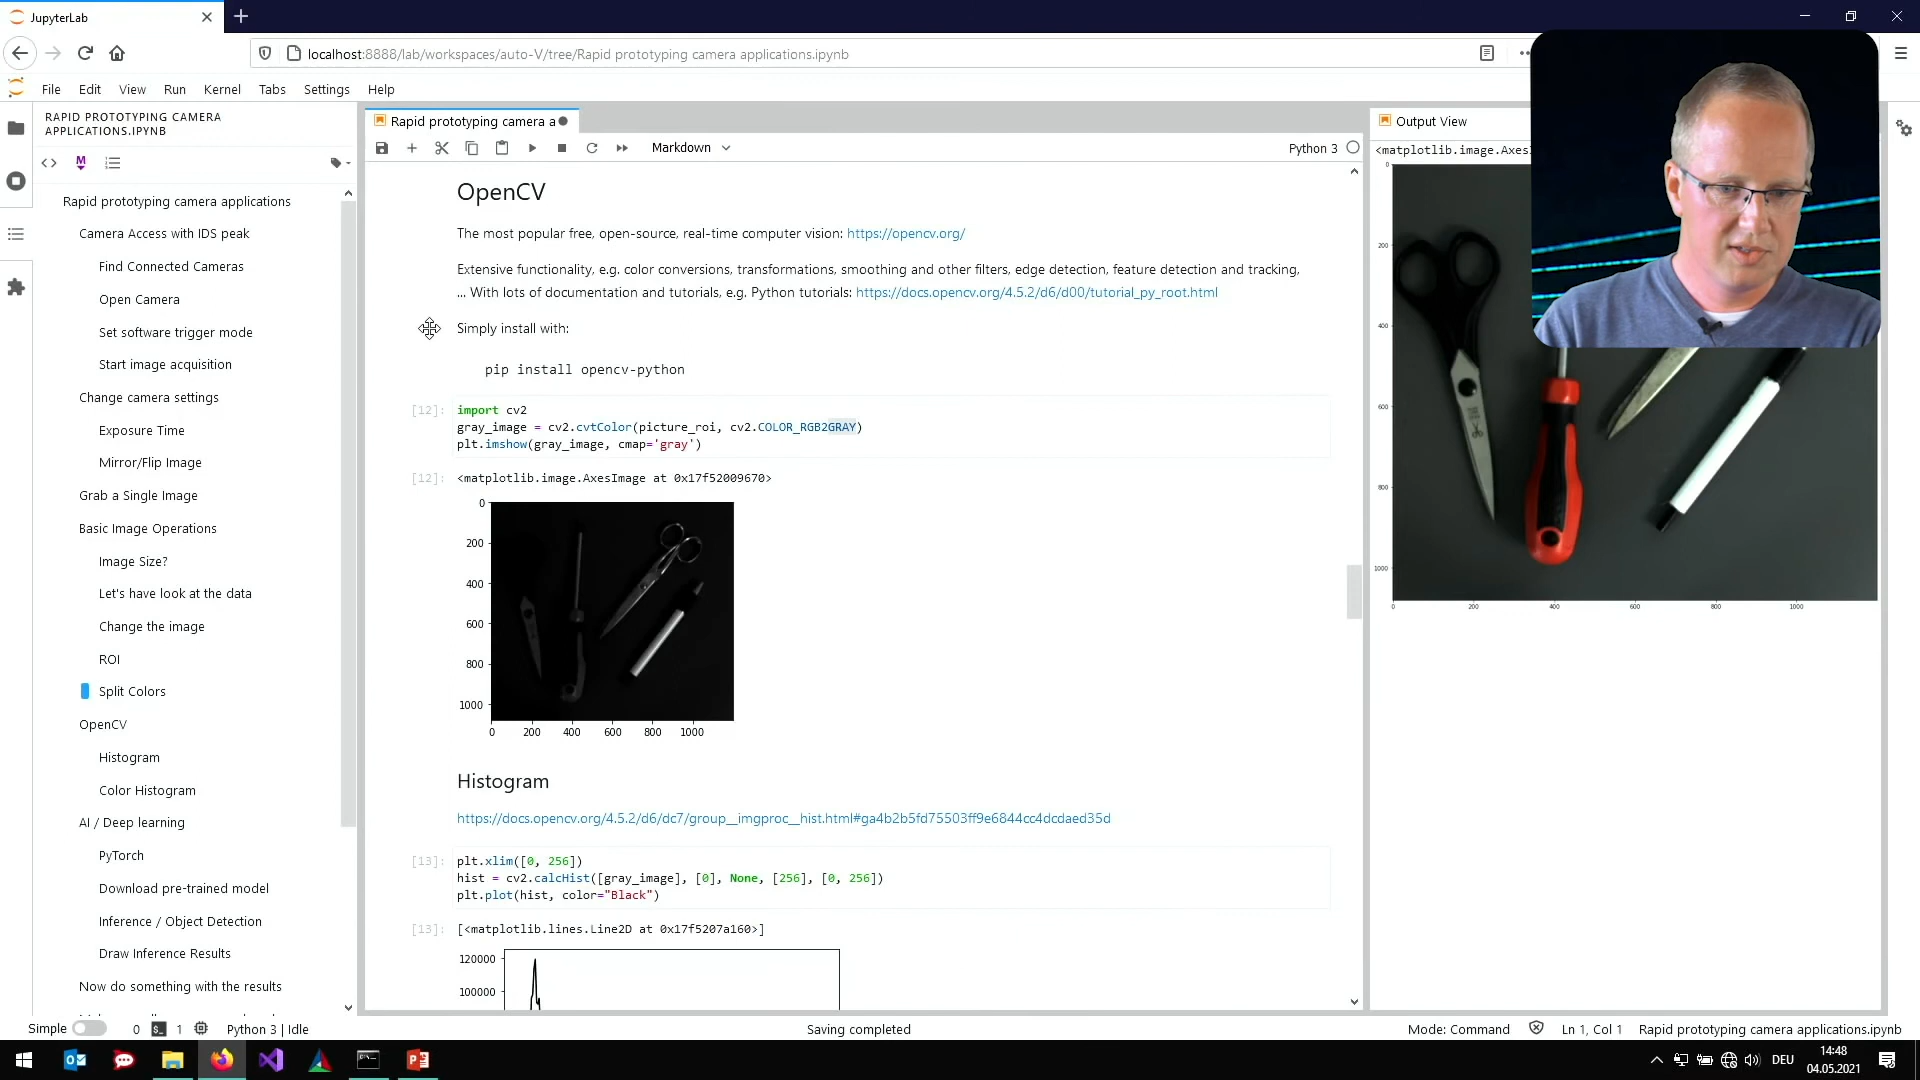 JupyterLab
localhost:8888/lab/workspaces/auto-V/tree/Rapid prototyping camera applications.ipynb
File Edit View Run Kernel Tabs Settings Help
RAPID PROTOTYPING CAMERA
APPLICATIONS.IPYNB
Rapid prototyping camera applications
Camera Access with IDS peak
Find Connected Cameras
Open Camera
Set software trigger mode
Start image acquisition
Change camera settings
Exposure Time
Mirror/Flip Image
Grab a Single Image
Basic Image Operations
Image Size?
Let's have look at the data
Change the image
ROI
Split Colors
OpenCV
Histogram
Color Histogram
AI / Deep learning
PyTorch
Download pre-trained model
Inference / Object Detection
Draw Inference Results
Now do something with the results
Rapid prototyping camera a
Markdown
Python 3
OpenCV
The most popular free, open-source, real-time computer vision: https://opencv.org/
Extensive functionality, e.g. color conversions, transformations, smoothing and other filters, edge detection, feature detection and tracking,
... With lots of documentation and tutorials, e.g. Python tutorials: https://docs.opencv.org/4.5.2/d6/d00/tutorial_py_root.html
Simply install with:
pip install opencv-python
[12]: import cv2
gray_image = cv2.cvtColor(picture_roi, cv2.COLOR_RGB2GRAY)
plt.imshow(gray_image, cmap='gray')
[12]: <matplotlib.image.AxesImage at 0x17f52009670>
0
200
400
600
800
1000
0 200 400 600 800 1000
Histogram
https://docs.opencv.org/4.5.2/d6/dc7/group__imgproc__hist.html#ga4b2b5fd75503ff9e6844cc4dcdaed35d
[13]: plt.xlim([0, 256])
hist = cv2.calcHist([gray_image], [0], None, [256], [0, 256])
plt.plot(hist, color="Black")
[13]: [<matplotlib.lines.Line2D at 0x17f5207a160>]
120000
100000
Output View
<matplotlib.image.AxesI
0
200
400
600
800
1000
0 200 400 600 800 1000
Simple 0 1 Python 3 | Idle Saving completed Mode: Command Ln 1, Col 1 Rapid prototyping camera applications.ipynb
DEU
14:48
04.05.2021